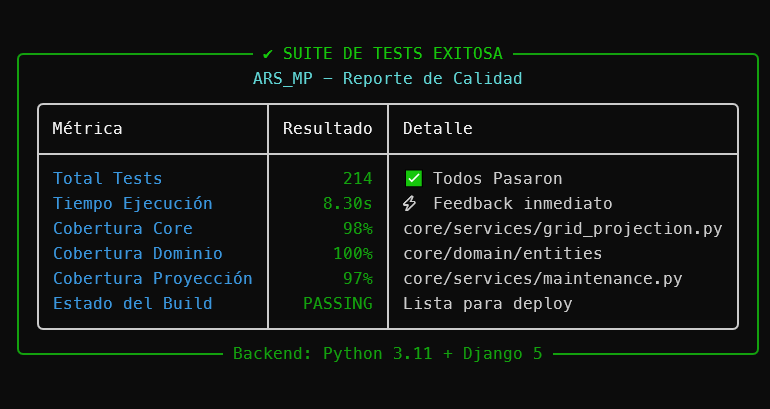 ✔ SUITE DE TESTS EXITOSA
ARS_MP – Reporte de Calidad
Métrica Resultado Detalle
Total Tests 214 ✅ Todos Pasaron
Tiempo Ejecución 8.30s ⚡ Feedback inmediato
Cobertura Core 98% core/services/grid_projection.py
Cobertura Dominio 100% core/domain/entities
Cobertura Proyección 97% core/services/maintenance.py
Estado del Build PASSING Lista para deploy
Backend: Python 3.11 + Django 5